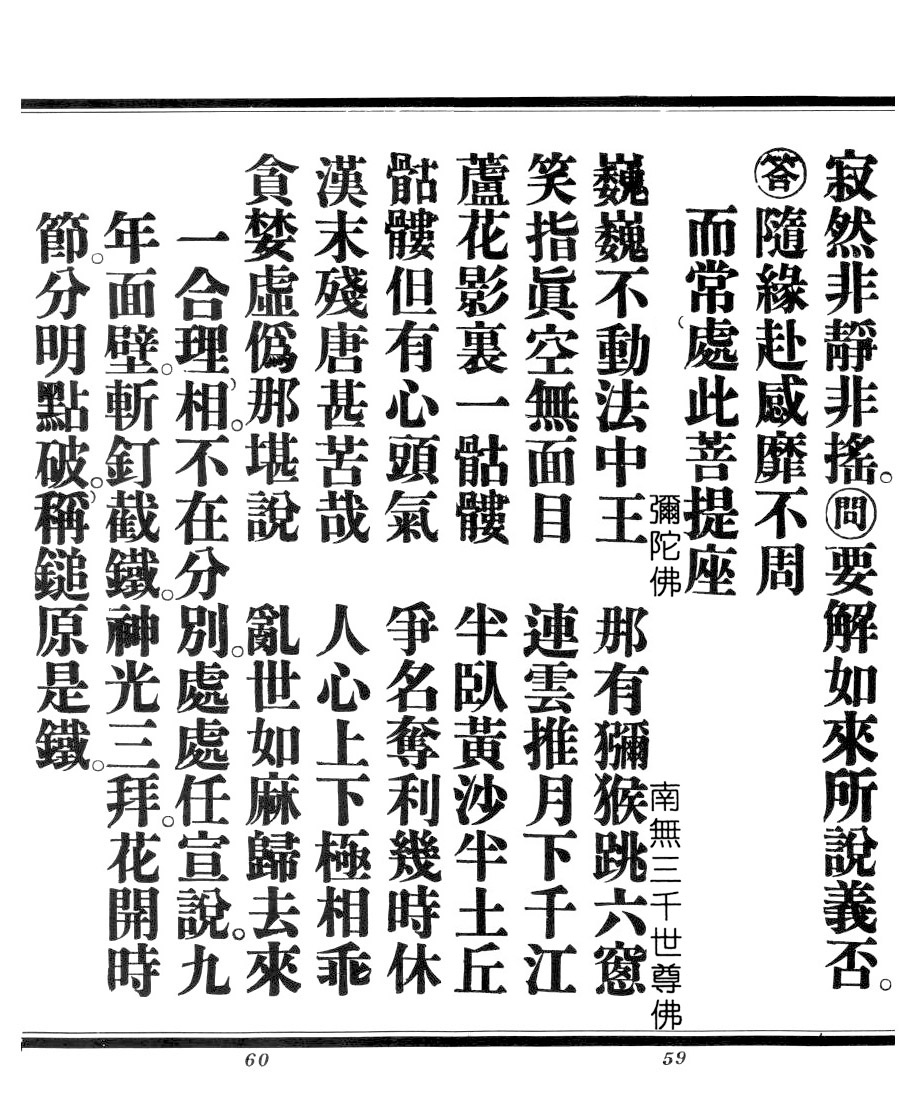 寂然非靜非搖。㉄要解如來所說義否。
㊀隨緣赴感靡不周
而常處此菩提座
巍巍不動法中王　那有獼猴跳六窻
彌陀佛　南無三千世尊佛
笑指眞空無面目　連雲推月下千江
蘆花影裏一骷髏　半臥黃沙半土丘
骷髏但有心頭氣　爭名奪利幾時休
漢末殘唐甚苦哉　人心上下極相乖
貪婪虛僞那堪說　亂世如麻歸去來
一合理相。不在分別。處處任宣說。九
年面壁。斬釘截鐵。神光三拜。花開時
節。分明點破。稱鎚原是鐵。
59
60